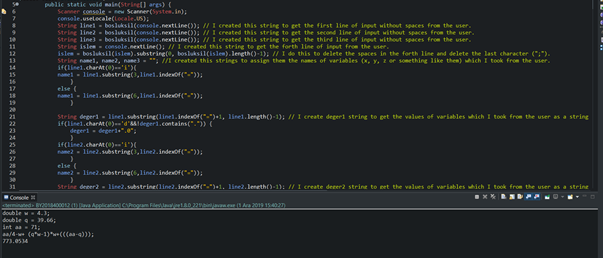 5 public static void main(String[] args) {
6 Scanner console = new Scanner(System.in);
7 console.useLocale(Locale.US);
8 String line1 = bosluksil(console.nextLine()); // I created this string to get the first line of input without spaces from the user.
9 String line2 = bosluksil(console.nextLine()); // I created this string to get the second line of input without spaces from the user.
10 String line3 = bosluksil(console.nextLine()); // I created this string to get the third line of input without spaces from the user.
11 String islem = console.nextLine(); // I created this string to get the forth line of input from the user.
12 islem = bosluksil(islem).substring(0, bosluksil(islem).length()-1); // I do this to delete the spaces in the forth line and delete the last character (";").
13 String name1, name2, name3 = ""; //I created this strings to assign them the names of variables (x, y, z or something like them) which I took from the user.
14 if(line1.charAt(0)=='i'){
15 name1 = line1.substring(3,line1.indexOf("="));
16 }
17 else {
18 name1 = line1.substring(6,line1.indexOf("="));
19 }
20
21 String deger1 = line1.substring(line1.indexOf("=")+1, line1.length()-1); // I create deger1 string to get the values of variables which I took from the user as a string
22 if(line1.charAt(0)=='d'&&!deger1.contains(".")) {
23 deger1 = deger1+".0";
24 }
25 if(line2.charAt(0)=='i'){
26 name2 = line2.substring(3,line2.indexOf("="));
27 }
28 else {
29 name2 = line2.substring(6,line2.indexOf("="));
30 }
31 String deger2 = line2.substring(line2.indexOf("=")+1, line2.length()-1); // I create deger2 string to get the values of variables which I took from the user as a string
Console
<terminated> BY2018400012 (1) [Java Application] C:\Program Files\Java\jre1.8.0_221\bin\javaw.exe (1 Ara 2019 15:40:27)
double w = 4.3;
double q = 39.66;
int aa = 71;
aa/4-w+ (q*w-1)*w+(((aa-q)));
773.0534